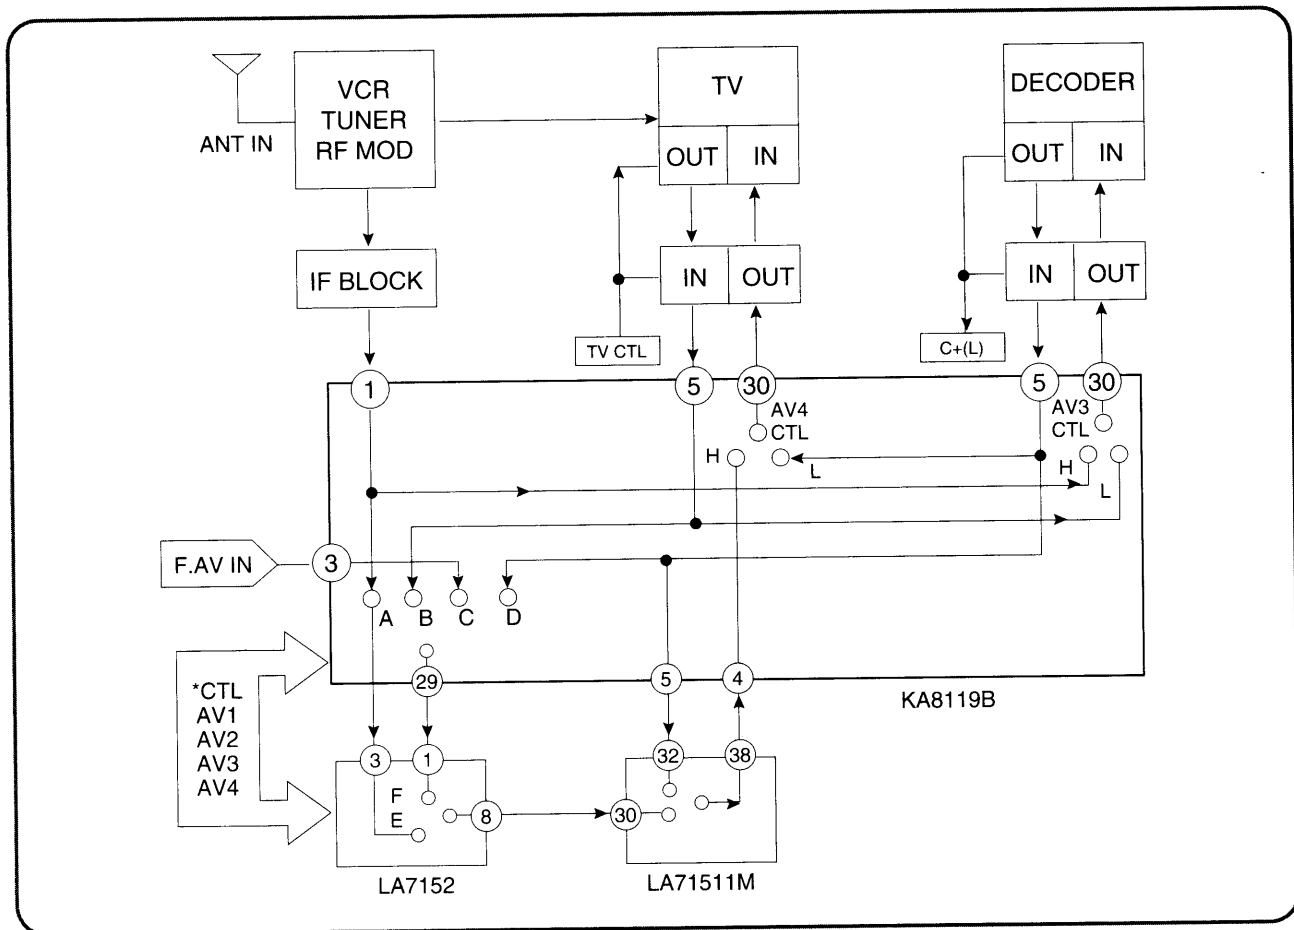 ANT IN
VCR
TUNER
RF MOD
TV
OUT
IN
DECODER
OUT
IN
IF BLOCK
IN
OUT
IN
OUT
TV CTL
C+(L)
1
5
30
5
30
AV4
CTL
AV3
CTL
H
L
H
L
F.AV IN
3
A
B
C
D
*CTL
AV1
AV2
AV3
AV4
29
5
4
KA8119B
3
1
32
38
F
E
8
30
LA7152
LA71511M